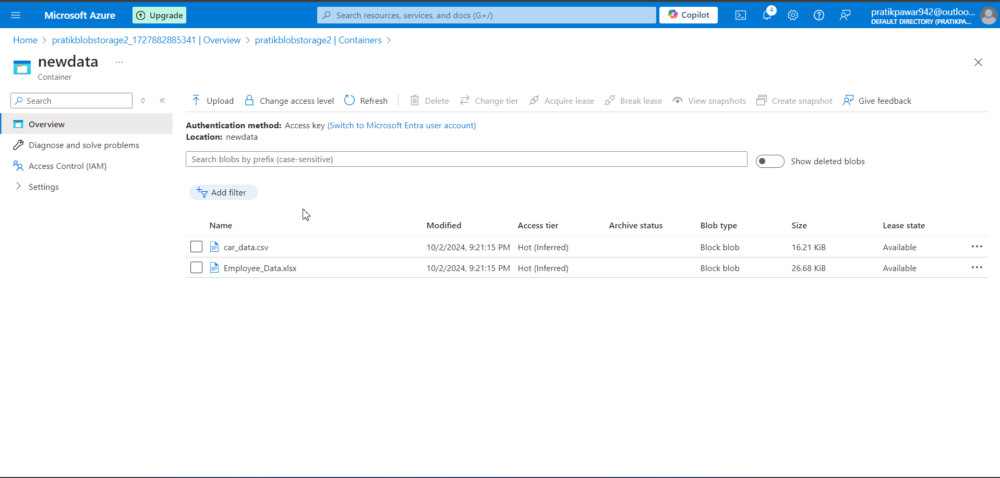 Microsoft Azure Upgrade Search resources, services, and docs (G+/) Copilot 4 pratikpawar942@outloo...
DEFAULT DIRECTORY (PRATIKPA...
Home > pratikblobstorage2_1727882885341 | Overview > pratikblobstorage2 | Containers >
newdata ...
Container
Search
Upload Change access level Refresh Delete Change tier Acquire lease Break lease View snapshots Create snapshot Give feedback
Overview
Diagnose and solve problems
Access Control (IAM)
Settings
Authentication method: Access key (Switch to Microsoft Entra user account)
Location: newdata
Search blobs by prefix (case-sensitive)
Show deleted blobs
Add filter
Name Modified Access tier Archive status Blob type Size Lease state
car_data.csv 10/2/2024, 9:21:15 PM Hot (Inferred) Block blob 16.21 KiB Available ...
Employee_Data.xlsx 10/2/2024, 9:21:15 PM Hot (Inferred) Block blob 26.68 KiB Available ...